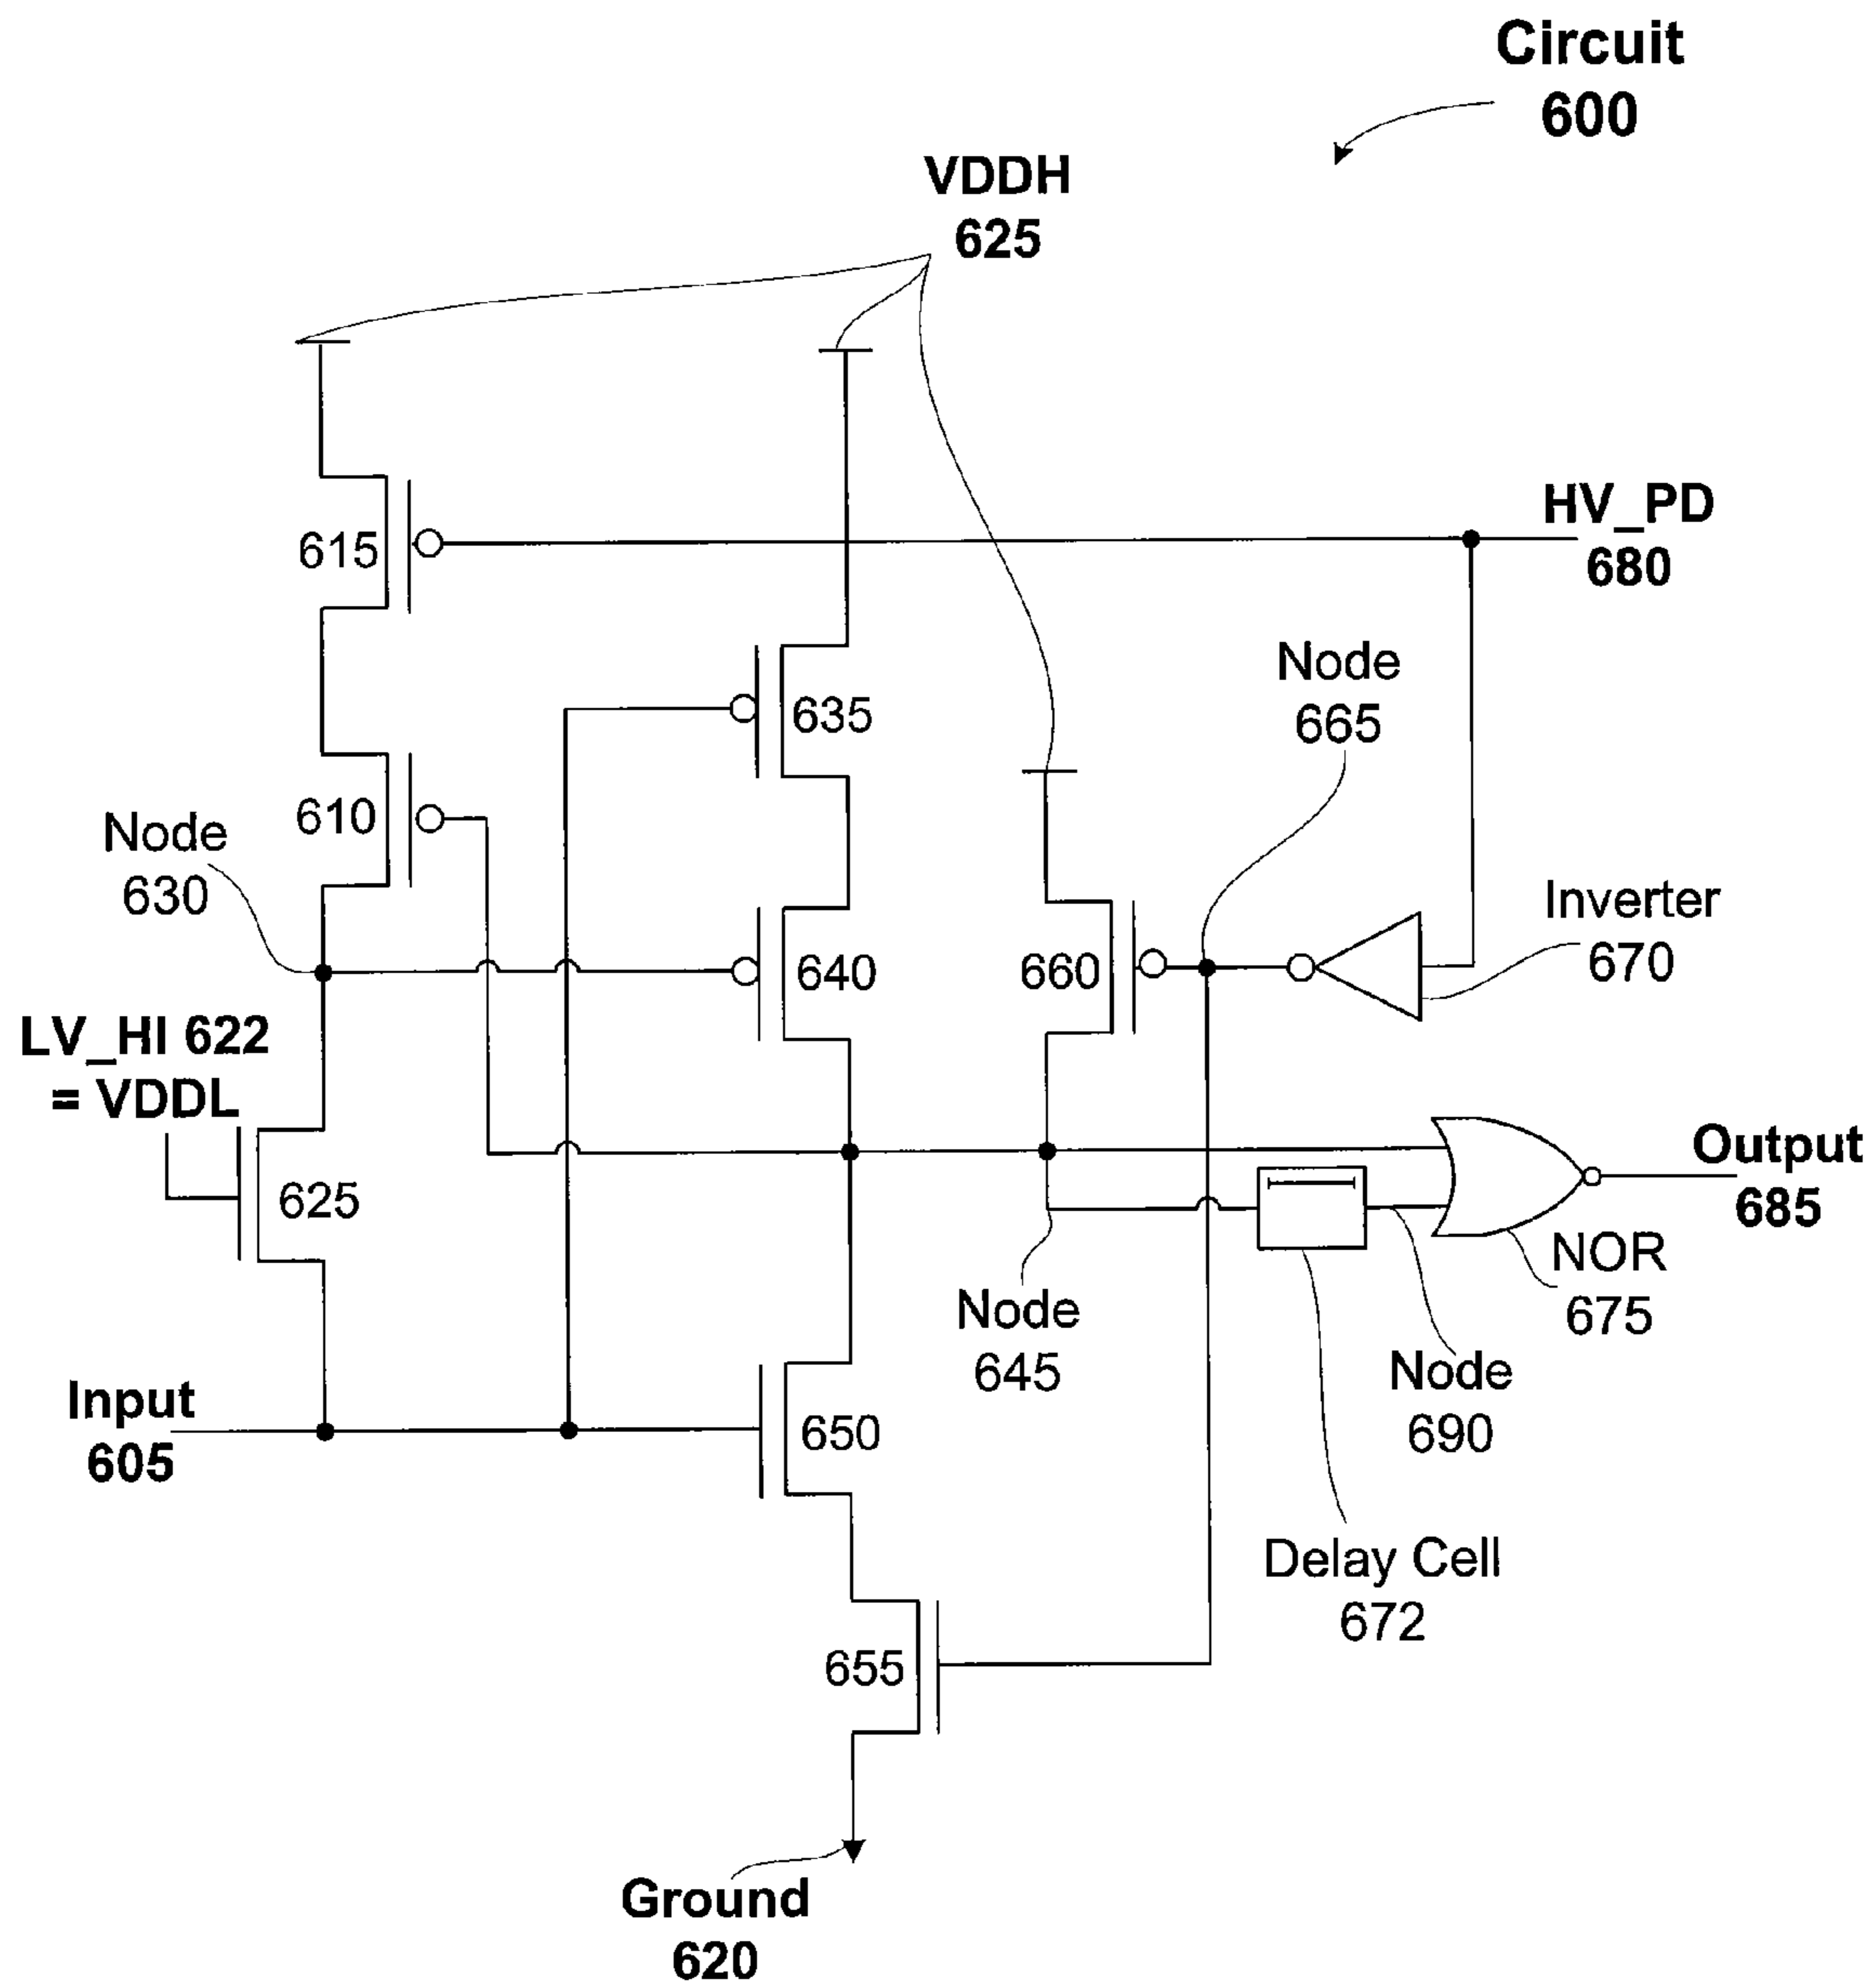 Circuit
600
VDDH
625
HV_PD
680
615
635
Node
665
610
Node
630
Inverter
670
640
660
LV_HI 622
= VDDL
625
Output
685
NOR
675
Node
645
Node
690
Input
605
650
Delay Cell
672
655
Ground
620